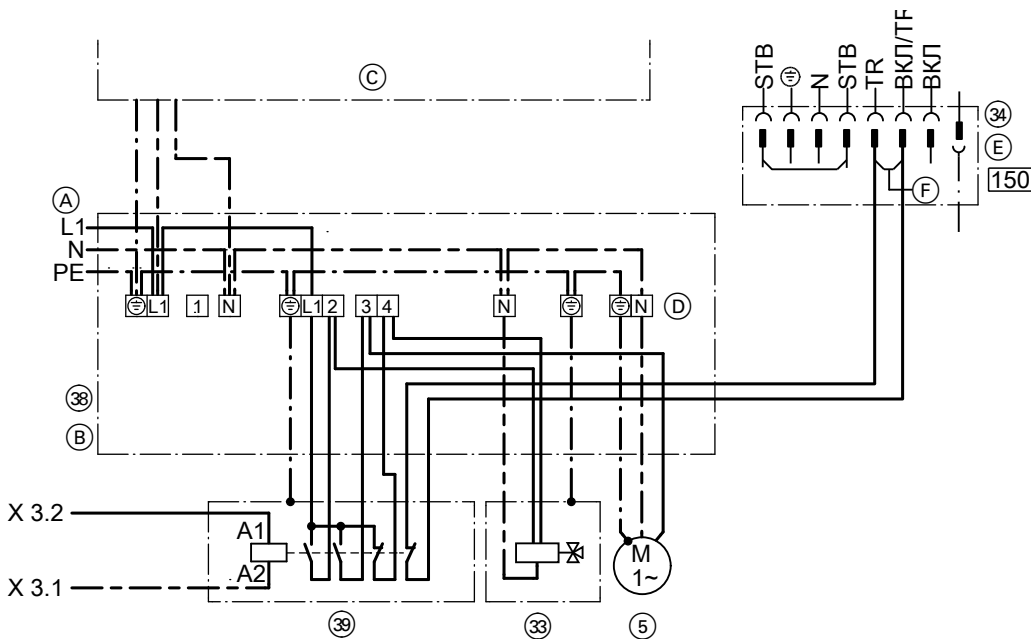 STB
N
STB
TR
ВКЛ/TR
ВКЛ
C
34
E
150
F
A
L1
N
PE
L1
1
N
L1
2
3
4
N
N
D
38
B
X 3.2
A1
A2
X 3.1
M
1~
39
33
5